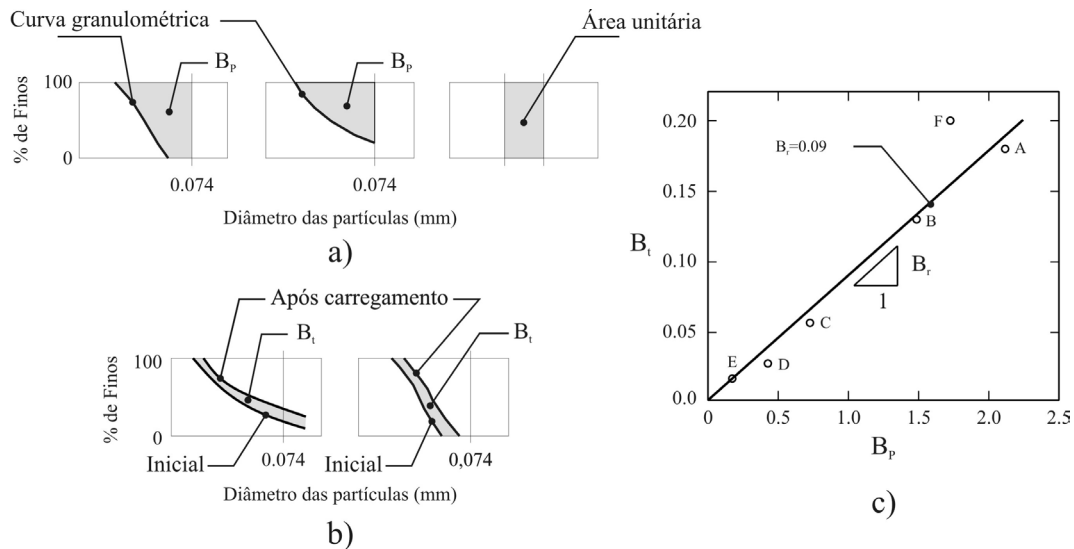 Curva granulométrica
Área unitária
B_P
B_P
% de Finos
100
0
0.074
0.074
Diâmetro das partículas (mm)
a)
Após carregamento
B_t
B_t
% de Finos
100
0
Inicial
0.074
Inicial
0,074
Diâmetro das partículas (mm)
b)
0.20
0.15
0.10
0.05
0.0
B_t
F
A
B_r=0.09
B
B_r
1
C
E
D
0
0.5
1.0
1.5
2.0
2.5
B_P
c)